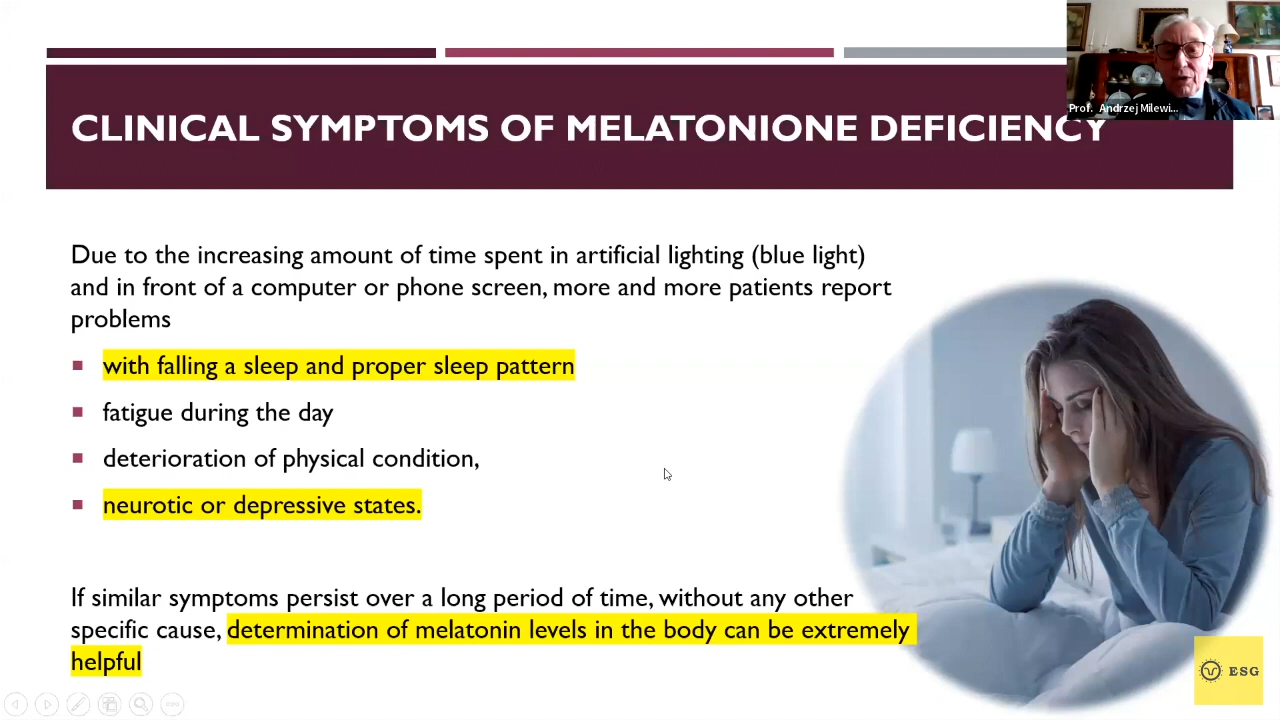 CLINICAL SYMPTOMS OF MELATONIONE DEFICIENCY
Prof. Andrzej Milewi...
Due to the increasing amount of time spent in artificial lighting (blue light)
and in front of a computer or phone screen, more and more patients report
problems
with falling a sleep and proper sleep pattern
fatigue during the day
deterioration of physical condition,
neurotic or depressive states.
If similar symptoms persist over a long period of time, without any other
specific cause, determination of melatonin levels in the body can be extremely
helpful
ESG